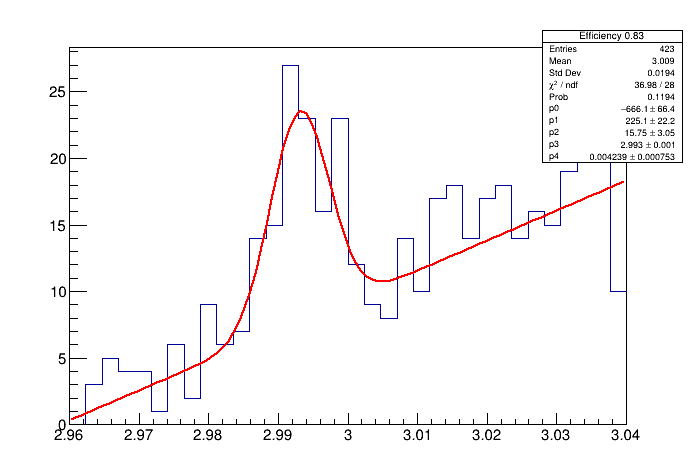 Efficiency 0.83
Entries 423
Mean 3.009
Std Dev 0.0194
χ² / ndf 36.98 / 28
Prob 0.1194
p0 −666.1 ± 66.4
p1 225.1 ± 22.2
p2 15.75 ± 3.05
p3 2.993 ± 0.001
p4 0.004239 ± 0.000753
25
20
15
10
5
0
2.96 2.97 2.98 2.99 3 3.01 3.02 3.03 3.04